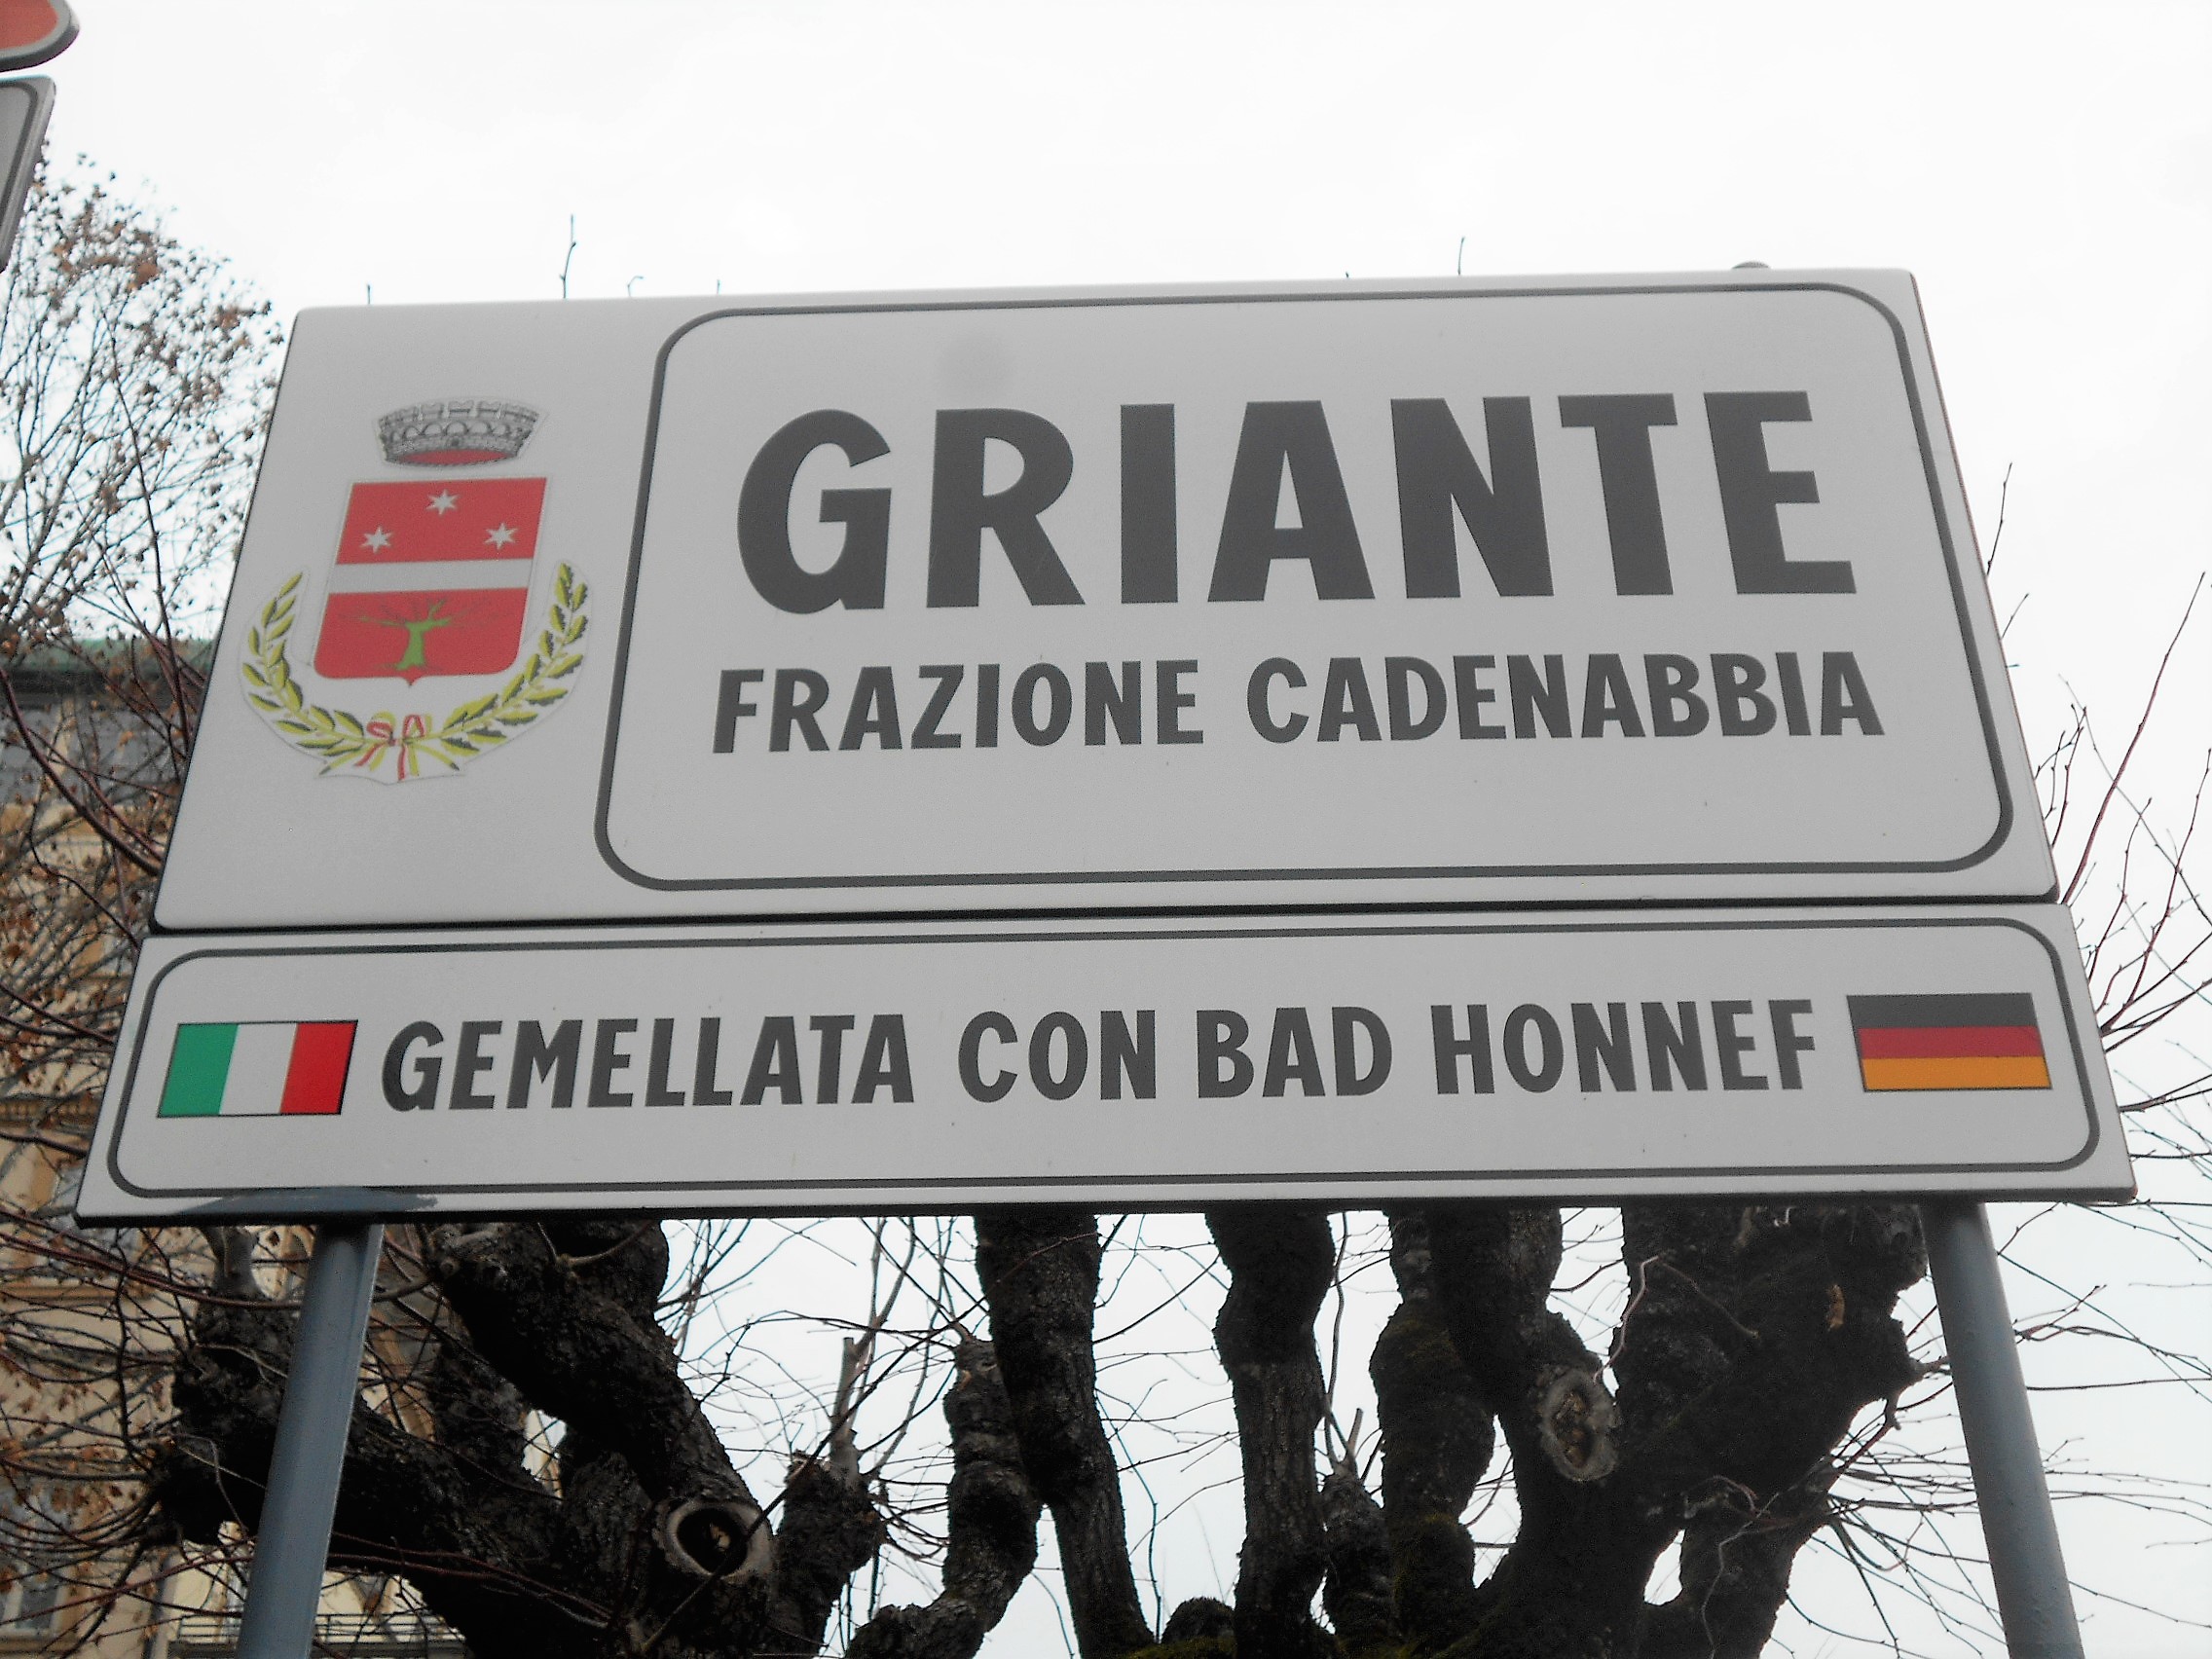 GRIANTE
FRAZIONE CADENABBIA
GEMELLATA CON BAD HONNEF